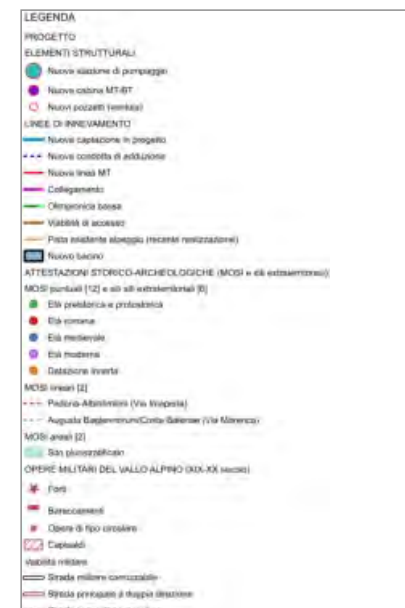 LEGENDA
PROGETTO
ELEMENTI STRUTTURALI
Nuova stazione di pompaggio
Nuova cabina MT-BT
Nuovi pozzetti
LINEE DI INNEVAMENTO
Nuova captazione in progetto
Nuova condotta di adduzione
Nuova linea MT
Collegamento
Olimpionica bassa
Viabilità di accesso
Pista esistente alpeggio (recente realizzazione)
Nuovo bacino
ATTESTAZIONI STORICO-ARCHEOLOGICHE (MOSI e siti extraterritoriali)
MOSI puntuali [12] e siti extraterritoriali [6]
Età preistorica e protostorica
Età romana
Età medievale
Età moderna
Datazione incerta
MOSI lineari [2]
Augusta Bagiennorum/Costa Balenae (Via Marenca)
MOSI areali [2]
Sito pluristratificato
OPERE MILITARI DEL VALLO ALPINO (XIX-XX secolo)
Forti
Baraccamenti
Opere di tipo circolare
Capisaldi
Viabilità militare
Strada militare carrozzabile
Strada principale a doppia direzione